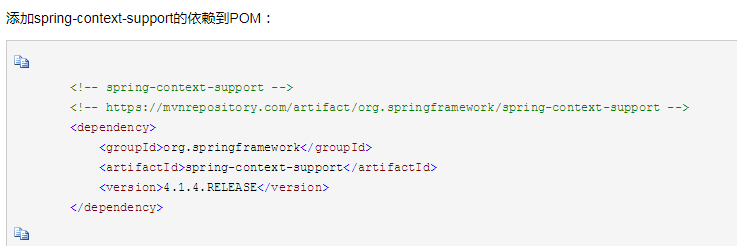 添加spring-context-support的依赖到POM：
<!-- spring-context-support -->
<!-- https://mvnrepository.com/artifact/org.springframework/spring-context-support -->
<dependency>
<groupId>org.springframework</groupId>
<artifactId>spring-context-support</artifactId>
<version>4.1.4.RELEASE</version>
</dependency>